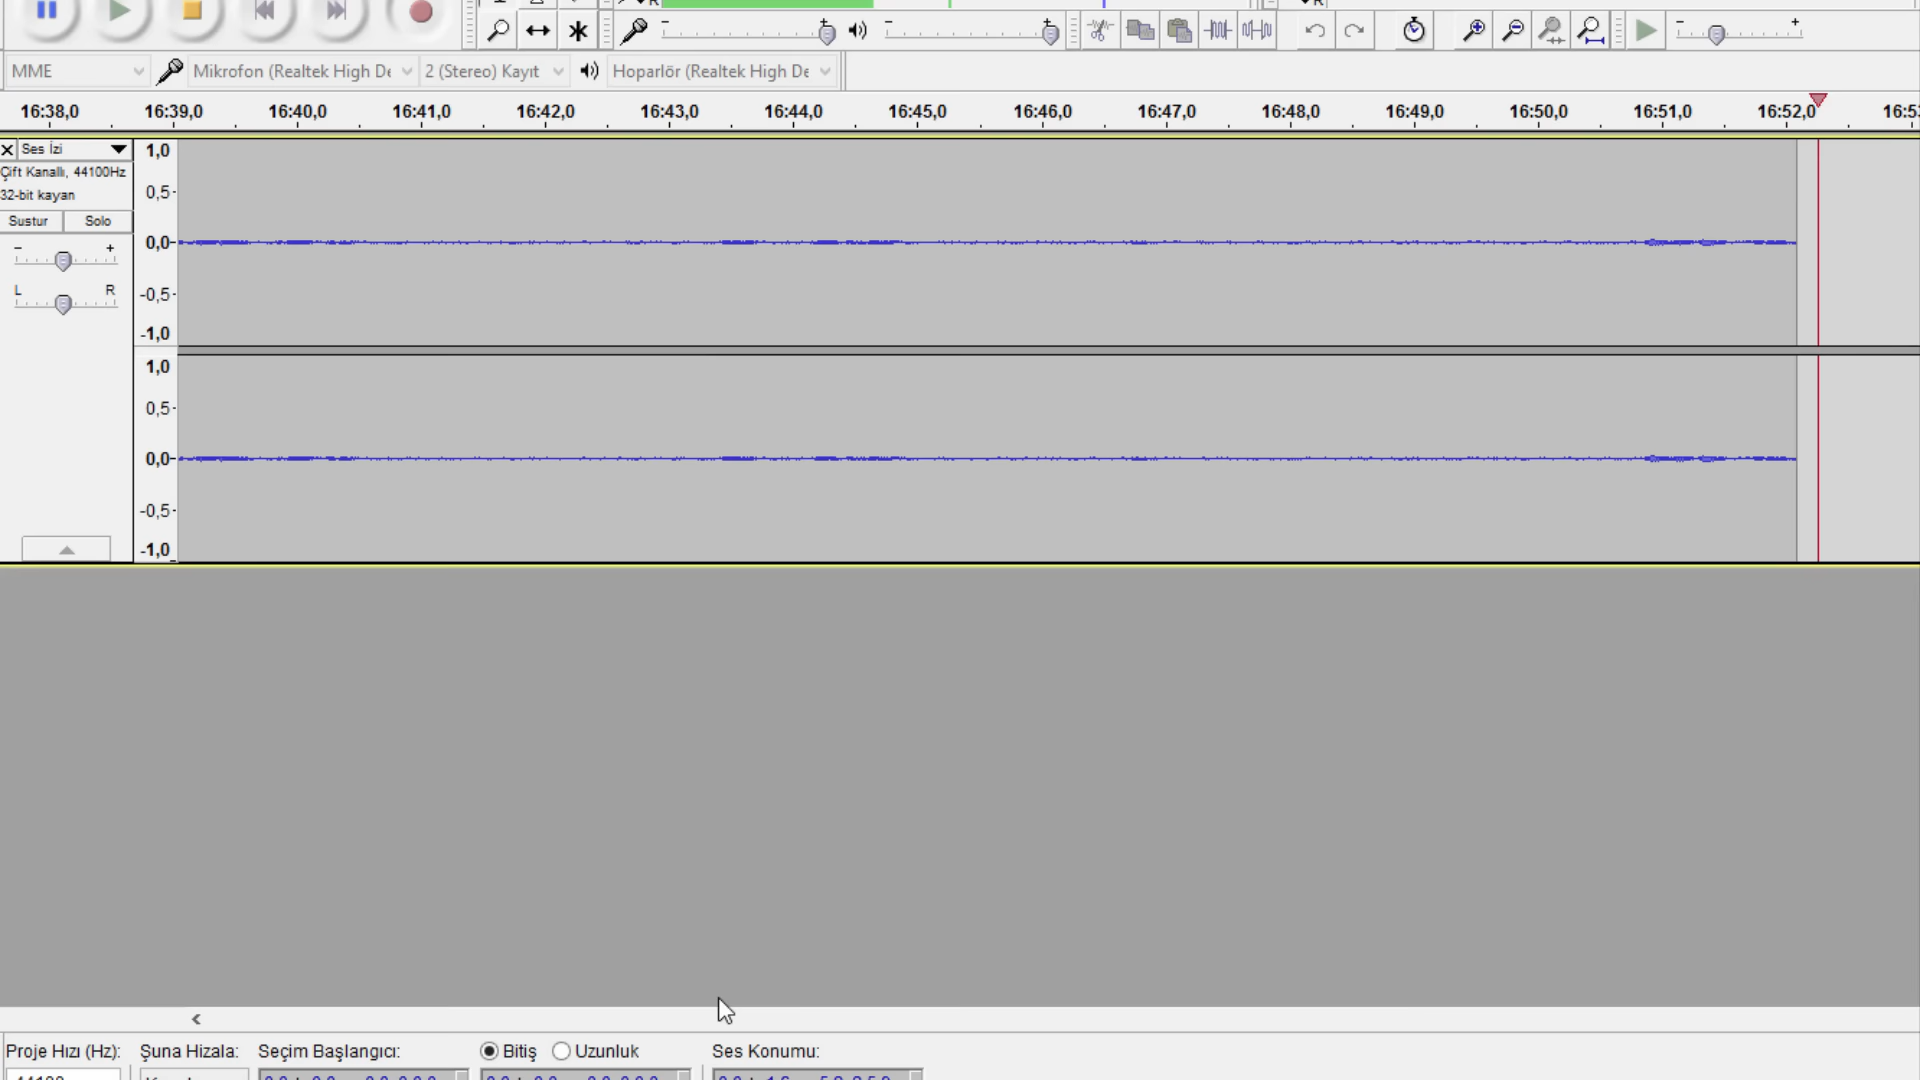 R R
MME Mikrofon (Realtek High De 2 (Stereo) Kayıt Hoparlör (Realtek High De
16:38,0 16:39,0 16:40,0 16:41,0 16:42,0 16:43,0 16:44,0 16:45,0 16:46,0 16:47,0 16:48,0 16:49,0 16:50,0 16:51,0 16:52,0 16:53
Ses İzi
Çift Kanallı, 44100Hz
32-bit kayan
Sustur Solo
- +
L R
1,0
0,5
0,0
-0,5
-1,0
1,0
0,5
0,0
-0,5
-1,0
Proje Hızı (Hz): Şuna Hizala: Seçim Başlangıcı: Bitiş Uzunluk Ses Konumu:
44100